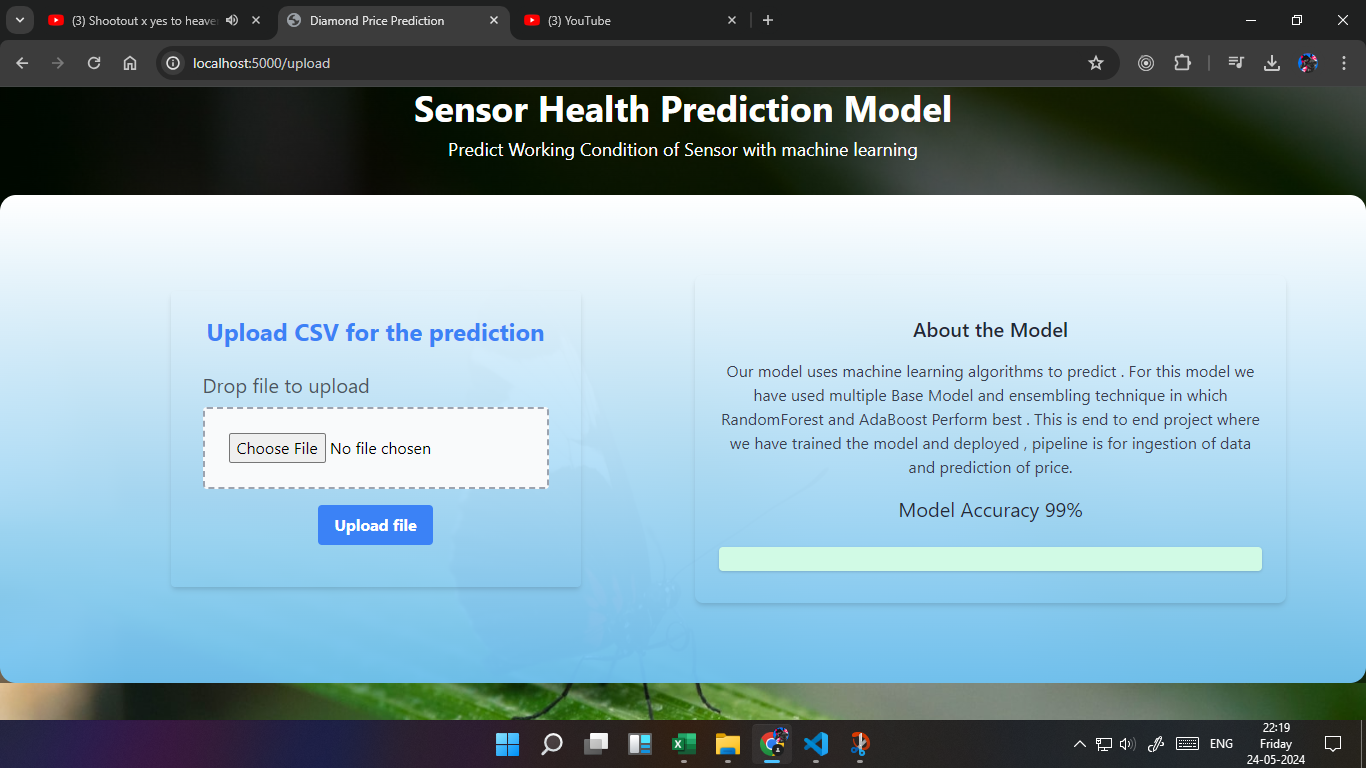 (3) Shootout x yes to heave
Diamond Price Prediction
(3) YouTube
localhost:5000/upload
Sensor Health Prediction Model
Predict Working Condition of Sensor with machine learning
Upload CSV for the prediction
Drop file to upload
Choose File No file chosen
Upload file
About the Model
Our model uses machine learning algorithms to predict . For this model we
have used multiple Base Model and ensembling technique in which
RandomForest and AdaBoost Perform best . This is end to end project where
we have trained the model and deployed , pipeline is for ingestion of data
and prediction of price.
Model Accuracy 99%
ENG
22:19
Friday
24-05-2024